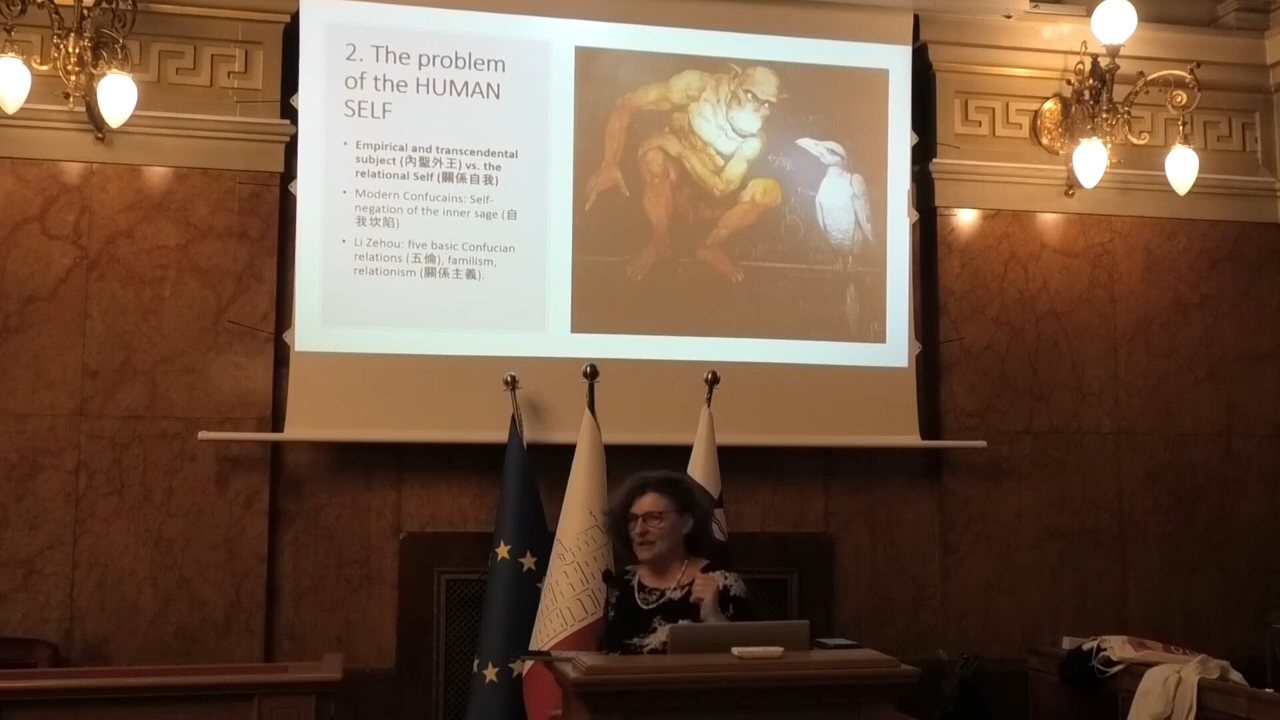 2. The problem
of the HUMAN
SELF
• Empirical and transcendental
subject (內聖外王) vs. the
relational Self (關係自我)
• Modern Confucains: Self-
negation of the inner sage (自
我坎陷)
• Li Zehou: five basic Confucian
relations (五倫), familism,
relationism (關係主義).